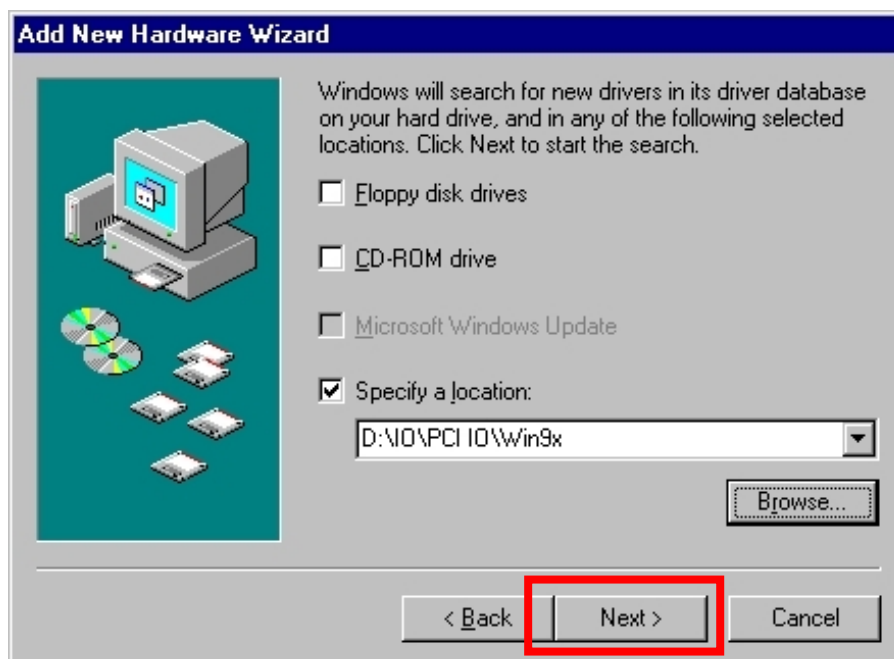 Add New Hardware Wizard
Windows will search for new drivers in its driver database
on your hard drive, and in any of the following selected
locations. Click Next to start the search.
Floppy disk drives
CD-ROM drive
Microsoft Windows Update
Specify a location:
D:\IO\PCI IO\Win9x
Browse...
< Back
Next >
Cancel